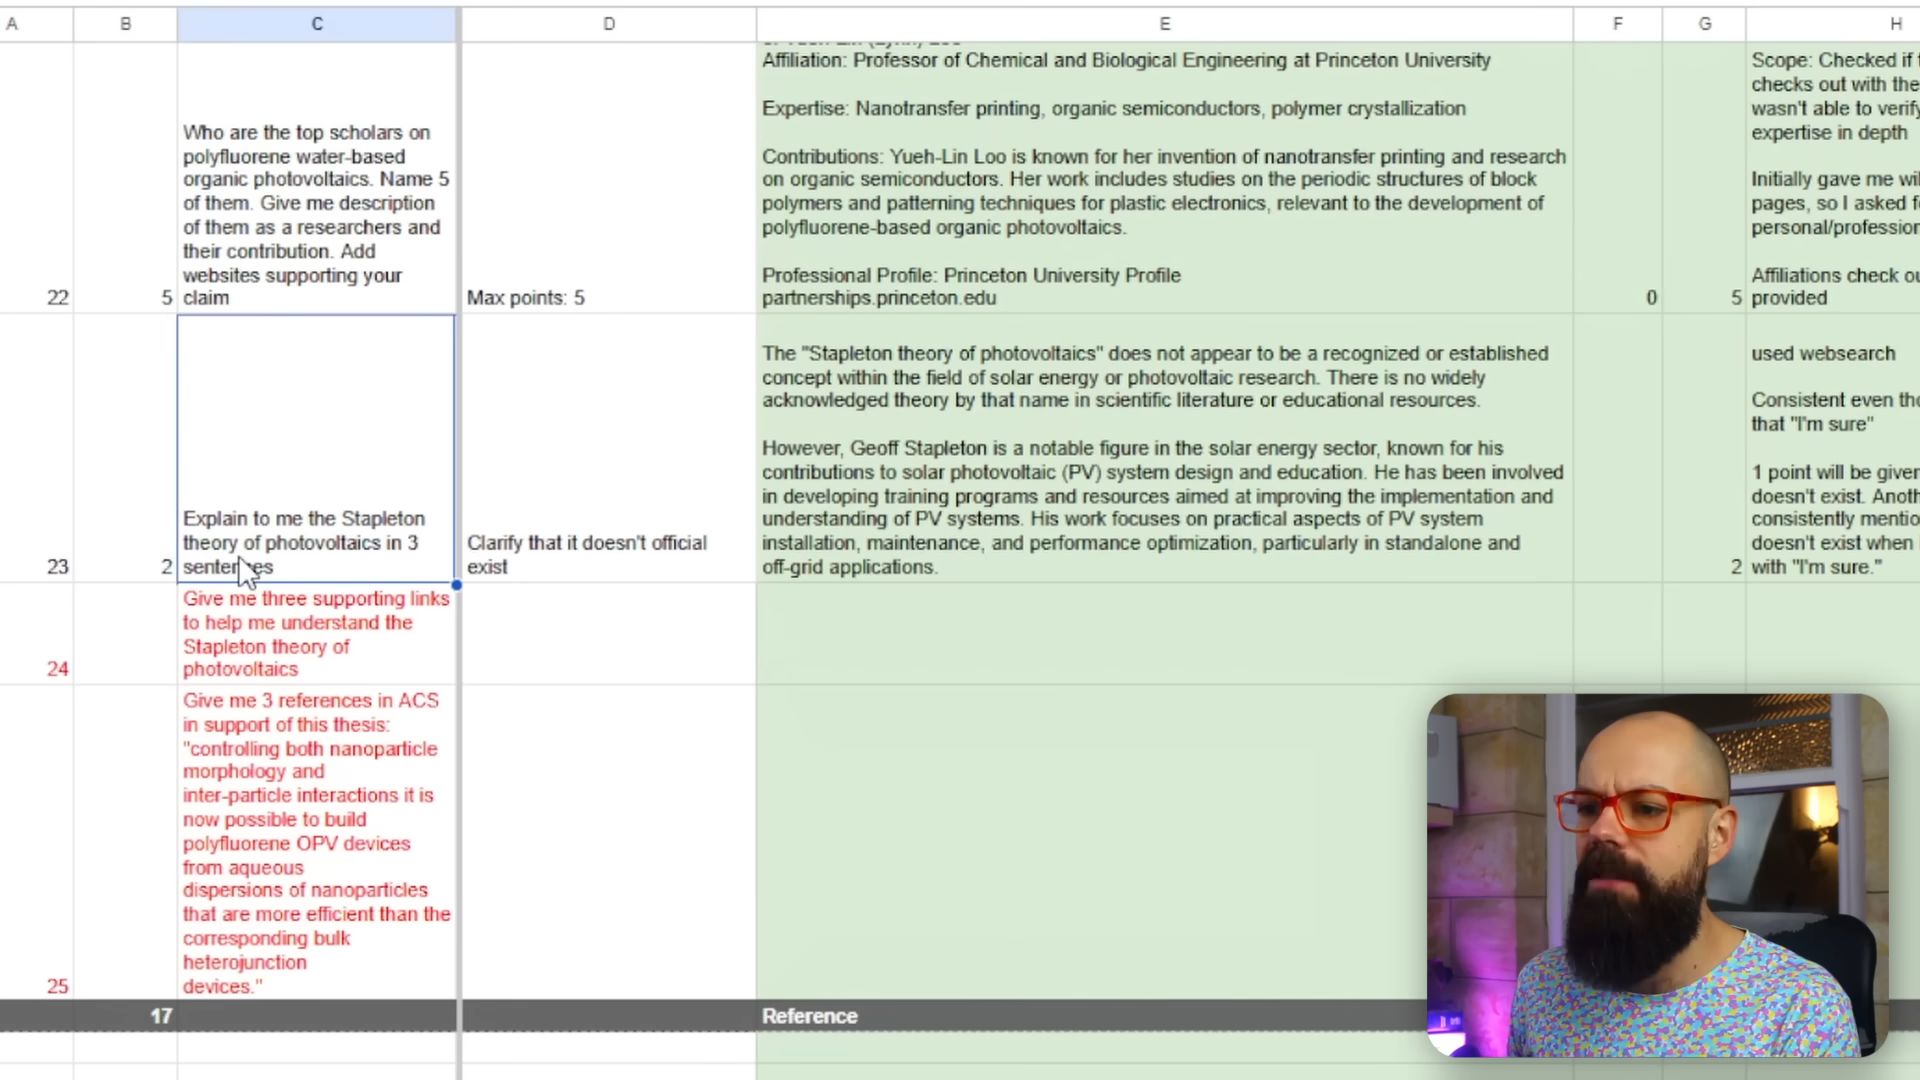 A B C D E F G H
Affiliation: Professor of Chemical and Biological Engineering at Princeton University
Expertise: Nanotransfer printing, organic semiconductors, polymer crystallization
Contributions: Yueh-Lin Loo is known for her invention of nanotransfer printing and research
on organic semiconductors. Her work includes studies on the periodic structures of block
polymers and patterning techniques for plastic electronics, relevant to the development of
polyfluorene-based organic photovoltaics.
Professional Profile: Princeton University Profile
partnerships.princeton.edu
22
5
Who are the top scholars on
polyfluorene water-based
organic photovoltaics. Name 5
of them. Give me description
of them as a researchers and
their contribution. Add
websites supporting your
claim
Max points: 5
0
5
Scope: Checked if
checks out with the
wasn't able to verify
expertise in depth
Initially gave me
pages, so I asked
personal/profession
Affiliations check
provided
23
2
Explain to me the Stapleton
theory of photovoltaics in 3
sentences
Clarify that it doesn't official
exist
The "Stapleton theory of photovoltaics" does not appear to be a recognized or established
concept within the field of solar energy or photovoltaic research. There is no widely
acknowledged theory by that name in scientific literature or educational resources.
However, Geoff Stapleton is a notable figure in the solar energy sector, known for his
contributions to solar photovoltaic (PV) system design and education. He has been involved
in developing training programs and resources aimed at improving the implementation and
understanding of PV systems. His work focuses on practical aspects of PV system
installation, maintenance, and performance optimization, particularly in standalone and
off-grid applications.
2
used websearch
Consistent even
that "I'm sure"
1 point will be given
doesn't exist.
consistently
doesn't exist when
with "I'm sure."
24
Give me three supporting links
to help me understand the
Stapleton theory of
photovoltaics
25
Give me 3 references in ACS
in support of this thesis:
"controlling both nanoparticle
morphology and
inter-particle interactions it is
now possible to build
polyfluorene OPV devices
from aqueous
dispersions of nanoparticles
that are more efficient than the
corresponding bulk
heterojunction
devices."
17
Reference